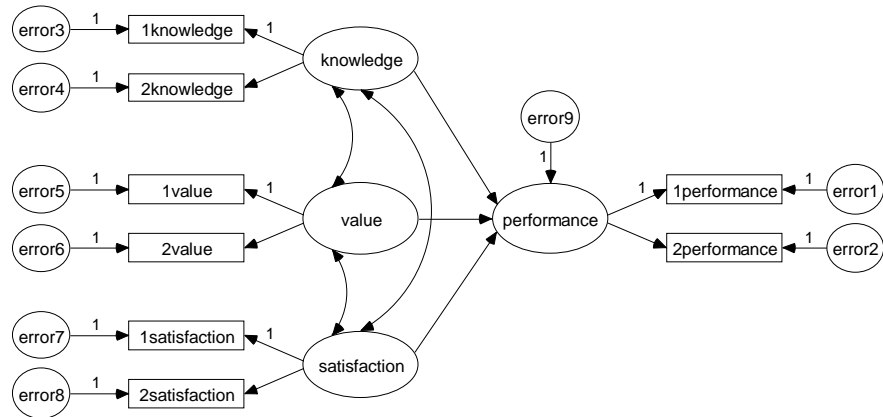 error3
1
1knowledge
1
knowledge
error4
1
2knowledge
error9
1
error5
1
1value
1
value
performance
1
1performance
1
error1
error6
1
2value
2performance
1
error2
error7
1
1satisfaction
1
satisfaction
error8
1
2satisfaction